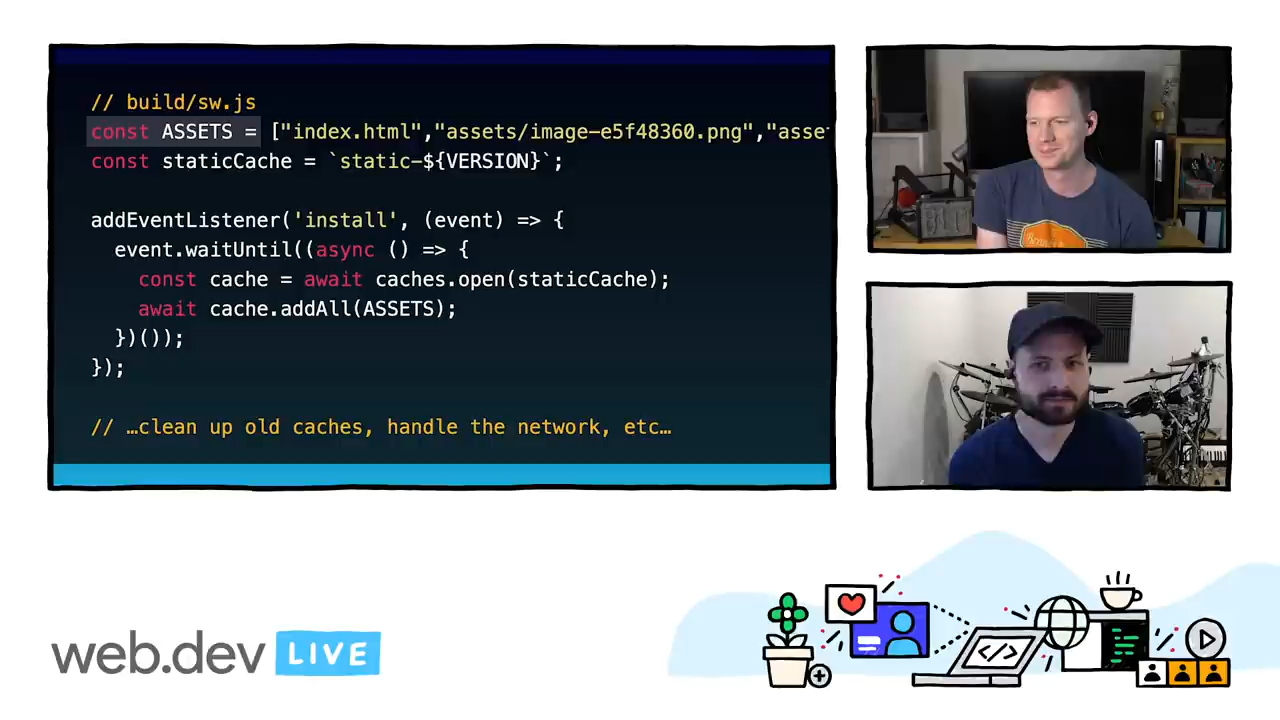 // build/sw.js
const ASSETS = ["index.html","assets/image-e5f48360.png","asset
const staticCache = `static-${VERSION}`;
addEventListener('install', (event) => {
event.waitUntil((async () => {
const cache = await caches.open(staticCache);
await cache.addAll(ASSETS);
})());
});
// …clean up old caches, handle the network, etc…
web.dev LIVE
</>